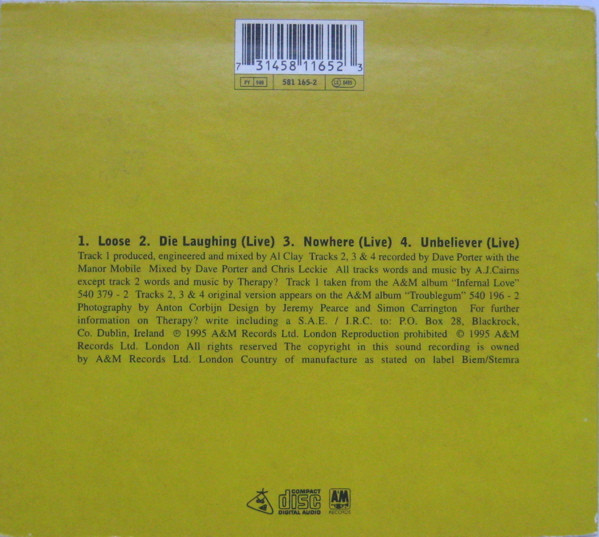 7 31458 11652 3
PY 580 581 165-2 LC 0485
1. Loose 2. Die Laughing (Live) 3. Nowhere (Live) 4. Unbeliever (Live)
Track 1 produced, engineered and mixed by Al Clay Tracks 2, 3 & 4 recorded by Dave Porter with the
Manor Mobile Mixed by Dave Porter and Chris Leckie All tracks words and music by A.J.Cairns
except track 2 words and music by Therapy? Track 1 taken from the A&M album “Infernal Love”
540 379 - 2 Tracks 2, 3 & 4 original version appears on the A&M album “Troublegum” 540 196 - 2
Photography by Anton Corbijn Design by Jeremy Pearce and Simon Carrington For further
information on Therapy? write including a S.A.E. / I.R.C. to: P.O. Box 28, Blackrock,
Co. Dublin, Ireland ℗ 1995 A&M Records Ltd. London Reproduction prohibited © 1995 A&M
Records Ltd. London All rights reserved The copyright in this sound recording is owned
by A&M Records Ltd. London Country of manufacture as stated on label Biem/Stemra
COMPACT
disc
DIGITAL AUDIO
A&M
RECORDS